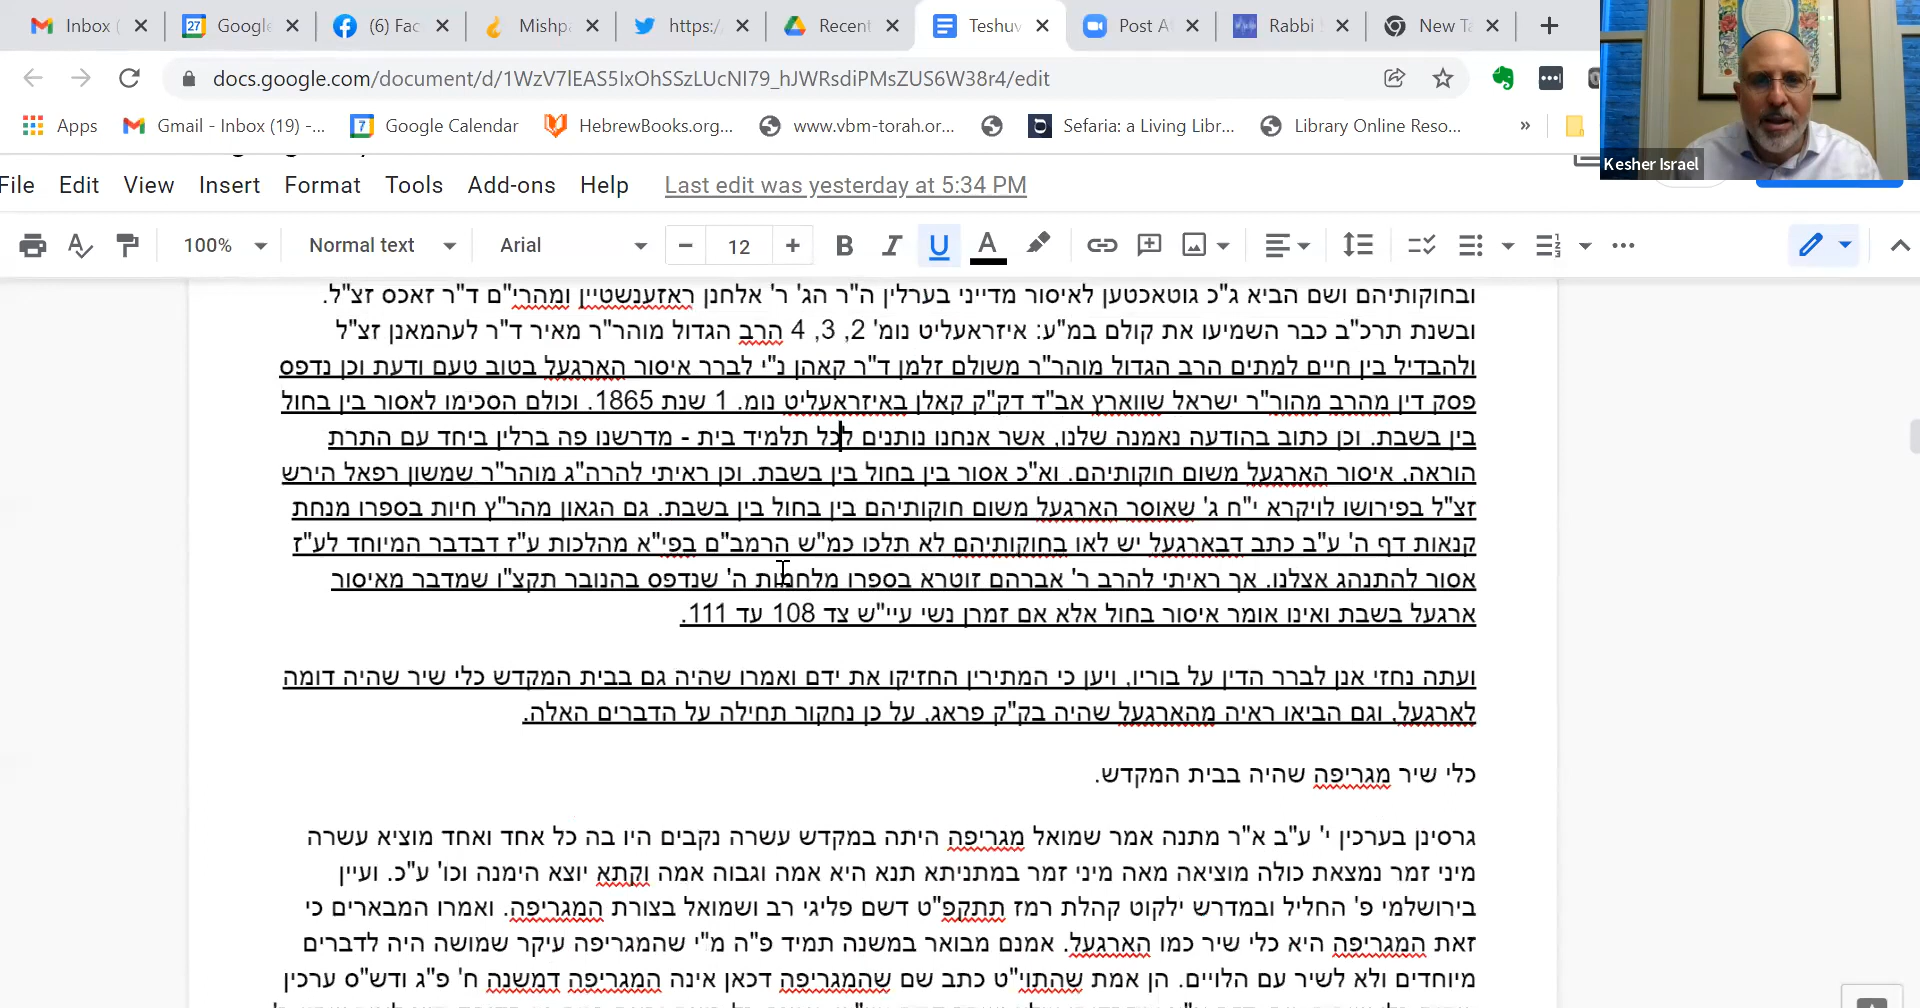 Inbox (
Google
(6) Fac
Mishp
https:/
Recent
Teshuv
Post A
Rabbi
New Ta
docs.google.com/document/d/1WzV7lEAS5IxOhSSzLUcNI79_hJWRsdiPMsZUS6W38r4/edit
Apps
Gmail - Inbox (19) -...
Google Calendar
HebrewBooks.org...
www.vbm-torah.or...
Sefaria: a Living Libr...
Library Online Reso...
»
Kesher Israel
File Edit View Insert Format Tools Add-ons Help Last edit was yesterday at 5:34 PM
100% Normal text Arial 12 B I U A
ובחוקותיהם ושם הביא ג"כ גוטאכטען לאיסור מדייני בערלין ה"ר הג' ר' אלחנן ראזענשטיין ומהרי"ם ד"ר זאכס זצ"ל.
ובשנת תרכ"ב כבר השמיעו את קולם במ"ע: איזראעליט נומ' 2, 3, 4 הרב הגדול מוהר"ר מאיר ד"ר לעהמאנן זצ"ל
ולהבדיל בין חיים למתים הרב הגדול מוהר"ר משולם זלמן ד"ר קאהן נ"י לברר איסור הארגעל בטוב טעם ודעת וכן נדפס
פסק דין מהרב מהור"ר ישראל שווארץ אב"ד דק"ק קאלן באיזראעליט נומ. 1 שנת 1865. וכולם הסכימו לאסור בין בחול
בין בשבת. וכן כתוב בהודעה נאמנה שלנו, אשר אנחנו נותנים לכל תלמיד בית - מדרשנו פה ברלין ביחד עם התרת
הוראה, איסור הארגעל משום חוקותיהם. וא"כ אסור בין בחול בין בשבת. וכן ראיתי להרה"ג מוהר"ר שמשון רפאל הירש
זצ"ל בפירושו לויקרא י"ח ג' שאוסר הארגעל משום חוקותיהם בין בחול בין בשבת. גם הגאון מהר"ץ חיות בספרו מנחת
קנאות דף ה' ע"ב כתב דבארגעל יש לאו בחוקותיהם לא תלכו כמ"ש הרמב"ם בפי"א מהלכות ע"ז דבדבר המיוחד לע"ז
אסור להתנהג אצלנו. אך ראיתי להרב ר' אברהם זוטרא בספרו מלחמות ה' שנדפס בהנובר תקצ"ו שמדבר מאיסור
ארגעל בשבת ואינו אומר איסור בחול אלא אם זמרן נשי עיי"ש צד 108 עד 111.
ועתה נחזי אנן לברר הדין על בוריו, ויען כי המתירין החזיקו את ידם ואמרו שהיה גם בבית המקדש כלי שיר שהיה דומה
לארגעל, וגם הביאו ראיה מהארגעל שהיה בק"ק פראג, על כן נחקור תחילה על הדברים האלה.
כלי שיר מגריפה שהיה בבית המקדש.
גרסינן בערכין י' ע"ב א"ר מתנה אמר שמואל מגריפה היתה במקדש עשרה נקבים היו בה כל אחד ואחד מוציא עשרה
מיני זמר נמצאת כולה מוציאה מאה מיני זמר במתניתא תנא היא אמה וגבוה אמה וקתא יוצא הימנה וכו' ע"כ. ועיין
בירושלמי פ' החליל ובמדרש ילקוט קהלת רמז תתקפ"ט דשם פליגי רב ושמואל בצורת המגריפה. ואמרו המבארים כי
זאת המגריפה היא כלי שיר כמו הארגעל. אמנם מבואר במשנה תמיד פ"ה מ"י שהמגריפה עיקר שמושה היה לדברים
מיוחדים ולא לשיר עם הלויים. הן אמת שהתוי"ט כתב שם שהמגריפה דכאן אינה המגריפה דמשנה ח' פ"ג ודש"ס ערכין